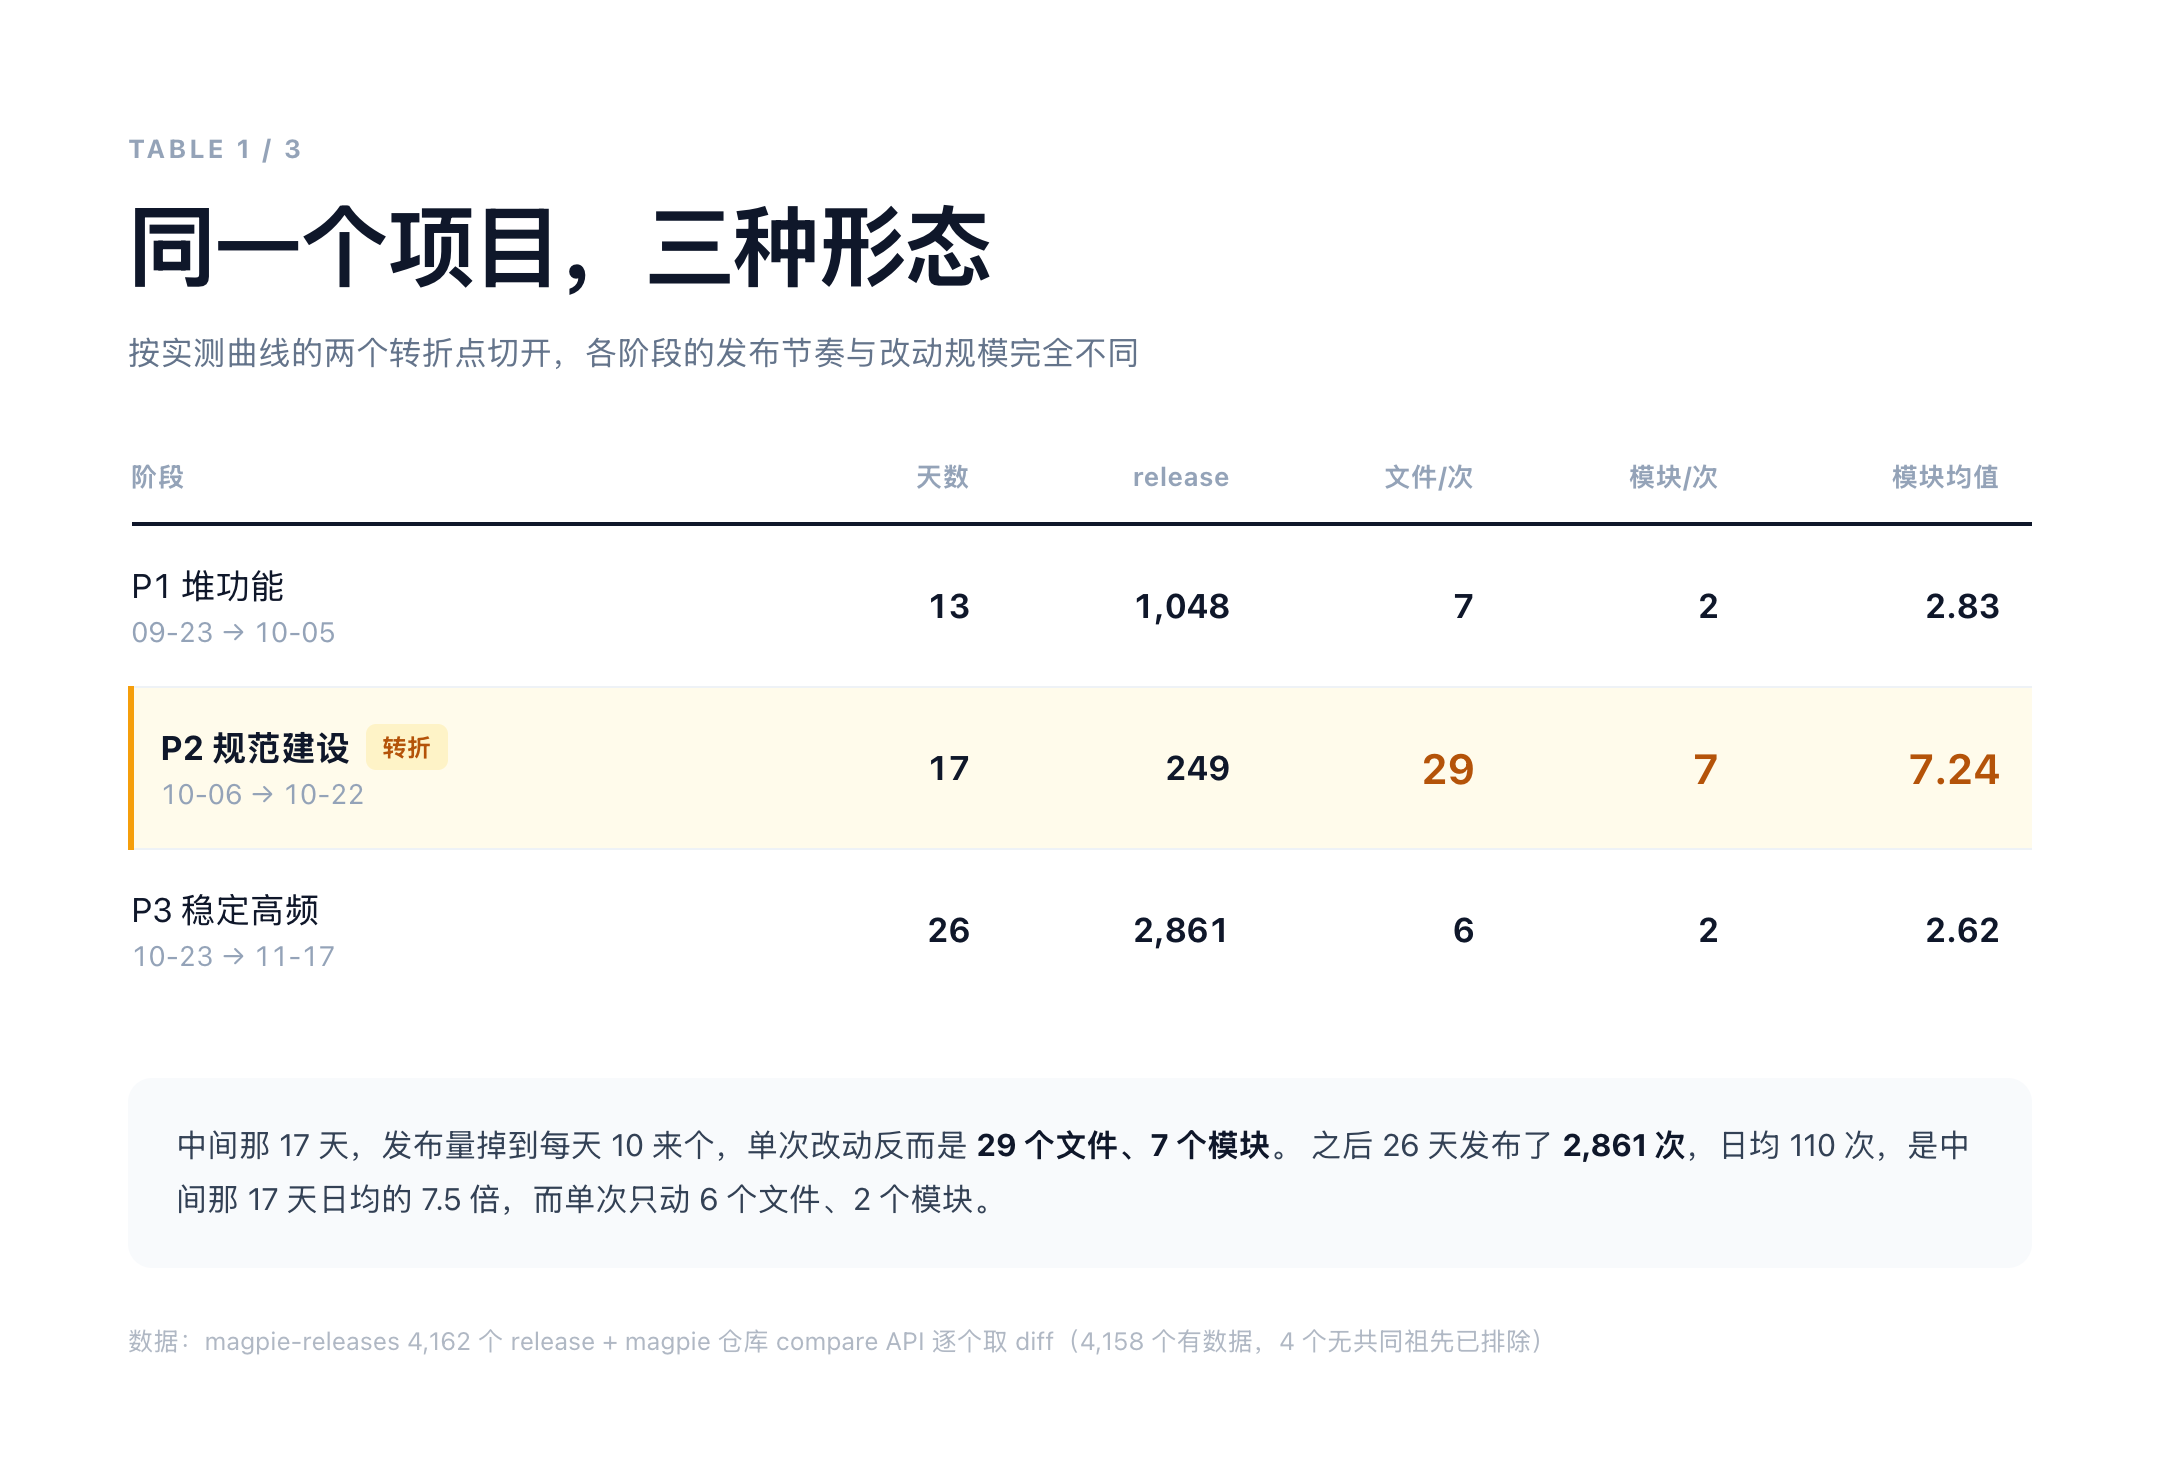 TABLE 1 / 3
同一个项目，三种形态
按实测曲线的两个转折点切开，各阶段的发布节奏与改动规模完全不同
阶段 天数 release 文件/次 模块/次 模块均值
P1 堆功能
09-23 → 10-05
13 1,048 7 2 2.83
P2 规范建设 转折
10-06 → 10-22
17 249 29 7 7.24
P3 稳定高频
10-23 → 11-17
26 2,861 6 2 2.62
中间那 17 天，发布量掉到每天 10 来个，单次改动反而是 29 个文件、7 个模块。 之后 26 天发布了 2,861 次，日均 110 次，是中
间那 17 天日均的 7.5 倍，而单次只动 6 个文件、2 个模块。
数据：magpie-releases 4,162 个 release + magpie 仓库 compare API 逐个取 diff（4,158 个有数据，4 个无共同祖先已排除）